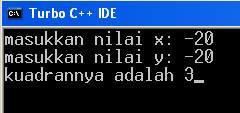 Turbo C++ IDE
masukkan nilai x: -20
masukkan nilai y: -20
kuadrannya adalah 3_